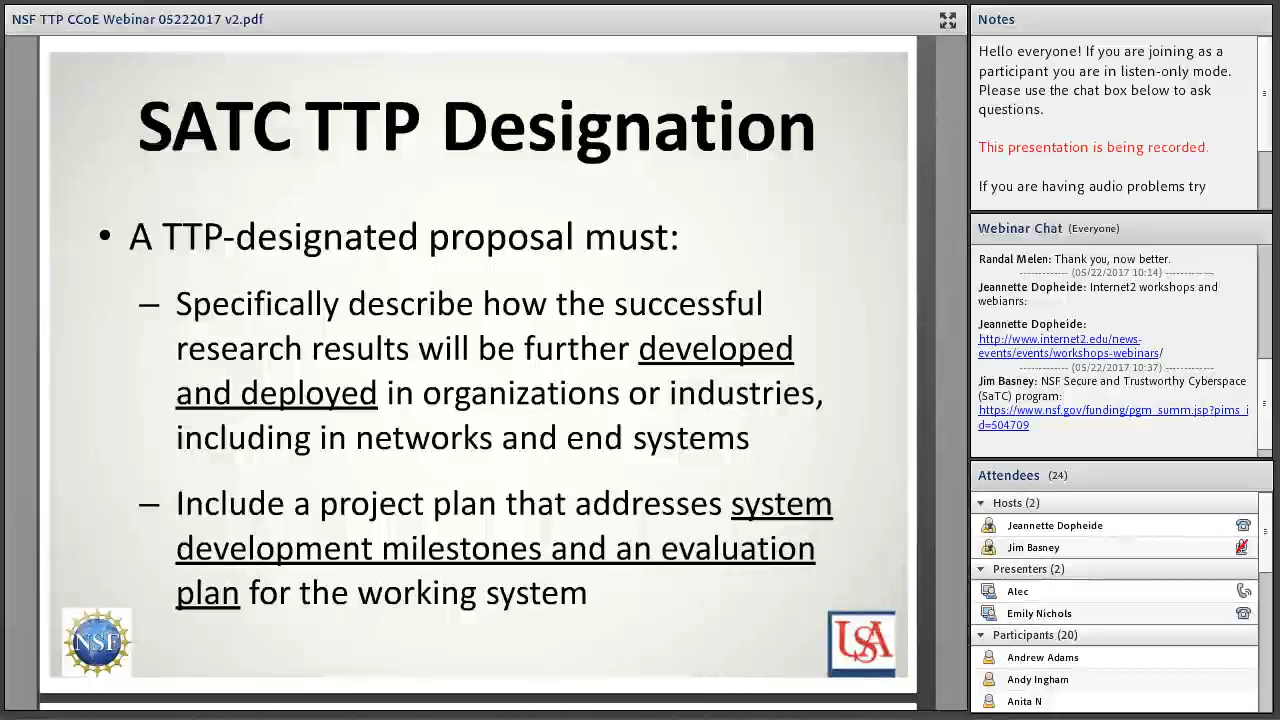 NSF TTP CCoE Webinar 05222017 v2.pdf
SATC TTP Designation
• A TTP-designated proposal must:
– Specifically describe how the successful
research results will be further developed
and deployed in organizations or industries,
including in networks and end systems
– Include a project plan that addresses system
development milestones and an evaluation
plan for the working system
NSF
USA
Notes
Hello everyone! If you are joining as a
participant you are in listen-only mode.
Please use the chat box below to ask
questions.
This presentation is being recorded.
If you are having audio problems try
Webinar Chat (Everyone)
Randal Melen: Thank you, now better.
------------- (05/22/2017 10:14) -------------
Jeannette Dopheide: Internet2 workshops and
webianrs:
Jeannette Dopheide:
http://www.internet2.edu/news-
events/events/workshops-webinars/
------------- (05/22/2017 10:37) -------------
Jim Basney: NSF Secure and Trustworthy Cyberspace
(SaTC) program:
https://www.nsf.gov/funding/pgm_summ.jsp?pims_i
d=504709
Attendees (24)
Hosts (2)
Jeannette Dopheide
Jim Basney
Presenters (2)
Alec
Emily Nichols
Participants (20)
Andrew Adams
Andy Ingham
Anita N